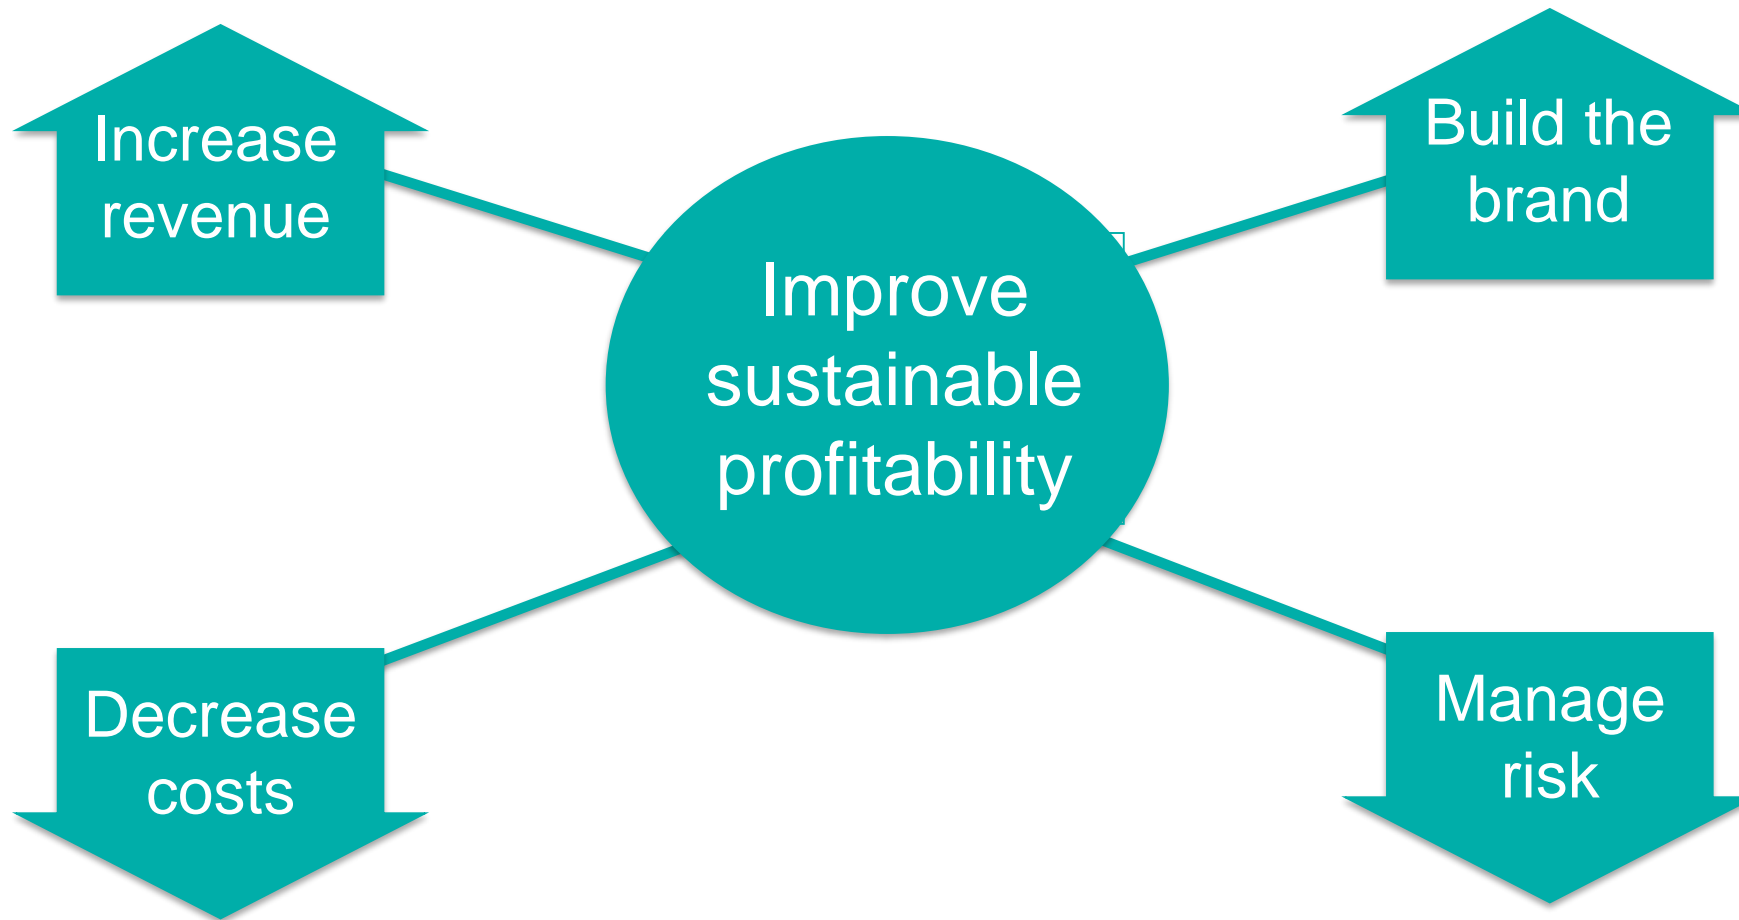 Increase
revenue
Build the
brand
Improve
sustainable
profitability
Decrease
costs
Manage
risk